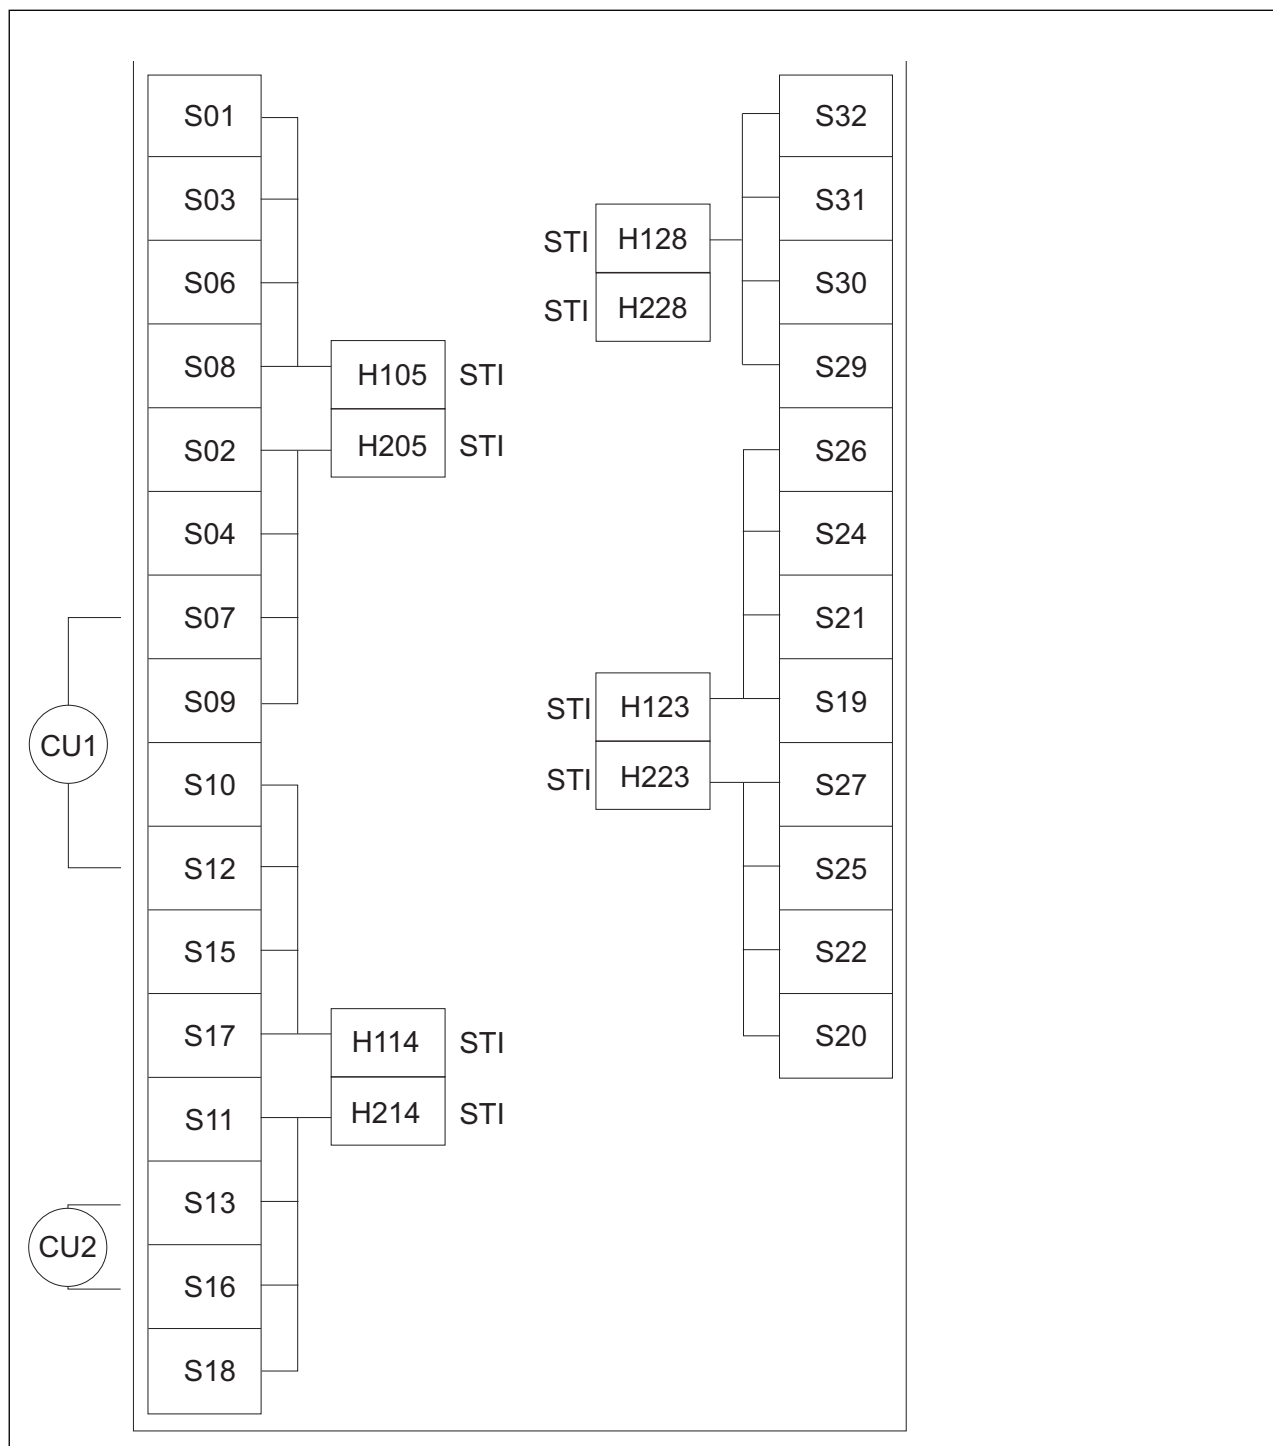 S01
S03
S06
S08
S02
S04
S07
S09
S10
S12
S15
S17
S11
S13
S16
S18
CU1
CU2
H105 STI
H205 STI
H114 STI
H214 STI
STI H128
STI H228
STI H123
STI H223
S32
S31
S30
S29
S26
S24
S21
S19
S27
S25
S22
S20